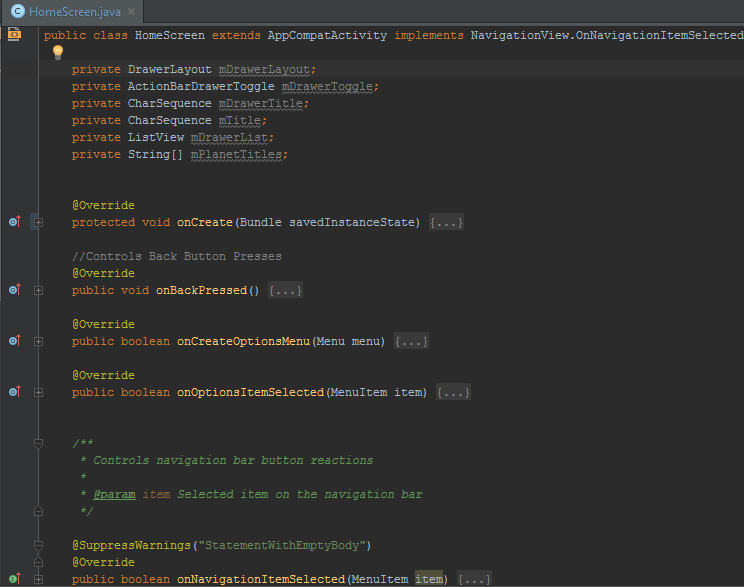 HomeScreen.java
public class HomeScreen extends AppCompatActivity implements NavigationView.OnNavigationItemSelected
private DrawerLayout mDrawerLayout;
private ActionBarDrawerToggle mDrawerToggle;
private CharSequence mDrawerTitle;
private CharSequence mTitle;
private ListView mDrawerList;
private String[] mPlanetTitles;
@Override
protected void onCreate(Bundle savedInstanceState) {...}
//Controls Back Button Presses
@Override
public void onBackPressed() {...}
@Override
public boolean onCreateOptionsMenu(Menu menu) {...}
@Override
public boolean onOptionsItemSelected(MenuItem item) {...}
/**
* Controls navigation bar button reactions
*
* @param item Selected item on the navigation bar
*/
@SuppressWarnings("StatementWithEmptyBody")
@Override
public boolean onNavigationItemSelected(MenuItem item) {...}